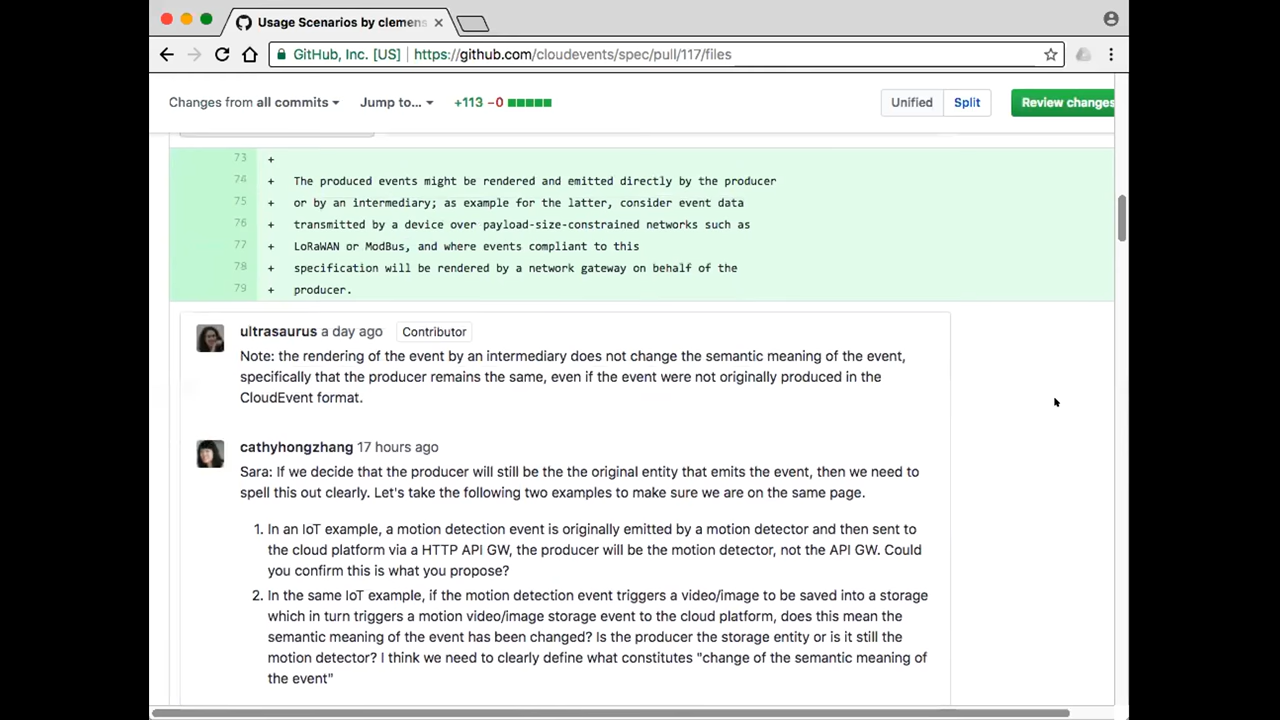 Usage Scenarios by clemens
GitHub, Inc. [US] | https://github.com/cloudevents/spec/pull/117/files
Changes from all commits Jump to... +113 −0 Unified Split Review changes
73 +
74 + The produced events might be rendered and emitted directly by the producer
75 + or by an intermediary; as example for the latter, consider event data
76 + transmitted by a device over payload-size-constrained networks such as
77 + LoRaWAN or ModBus, and where events compliant to this
78 + specification will be rendered by a network gateway on behalf of the
79 + producer.
ultrasaurus a day ago Contributor
Note: the rendering of the event by an intermediary does not change the semantic meaning of the event,
specifically that the producer remains the same, even if the event were not originally produced in the
CloudEvent format.
cathyhongzhang 17 hours ago
Sara: If we decide that the producer will still be the the original entity that emits the event, then we need to
spell this out clearly. Let's take the following two examples to make sure we are on the same page.
1. In an IoT example, a motion detection event is originally emitted by a motion detector and then sent to
the cloud platform via a HTTP API GW, the producer will be the motion detector, not the API GW. Could
you confirm this is what you propose?
2. In the same IoT example, if the motion detection event triggers a video/image to be saved into a storage
which in turn triggers a motion video/image storage event to the cloud platform, does this mean the
semantic meaning of the event has been changed? Is the producer the storage entity or is it still the
motion detector? I think we need to clearly define what constitutes "change of the semantic meaning of
the event"